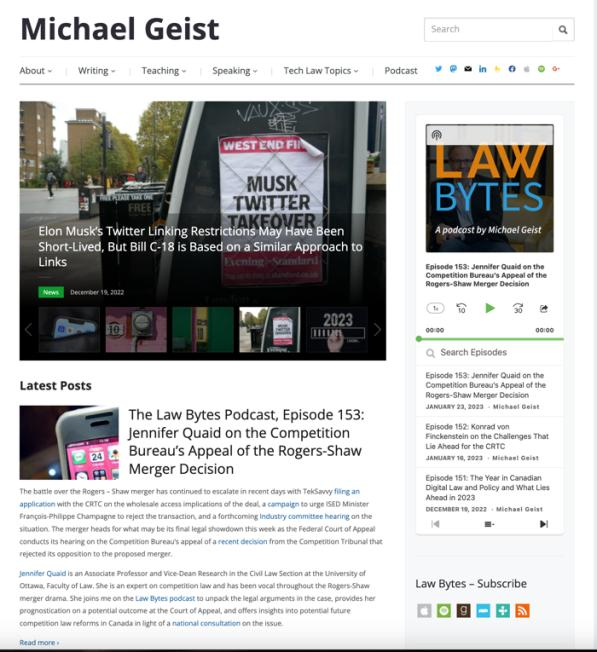 Michael Geist
Search
About
Writing
Teaching
Speaking
Tech Law Topics
Podcast
VAUX
WEST END FIN
MUSK
TWITTER
TAKEOVER
Evening Standard
FREE PLEASE TAKE ONE
FREE
Elon Musk's Twitter Linking Restrictions May Have Been
Short-Lived, But Bill C-18 is Based on a Similar Approach to
Links
News December 19, 2022
10
MUSK
TWITTER
TAKEOVER
2023
Latest Posts
24
The Law Bytes Podcast, Episode 153:
Jennifer Quaid on the Competition
Bureau's Appeal of the Rogers-Shaw
Merger Decision
The battle over the Rogers – Shaw merger has continued to escalate in recent days with TekSavvy filing an
application with the CRTC on the wholesale access implications of the deal, a campaign to urge ISED Minister
François-Philippe Champagne to reject the transaction, and a forthcoming Industry committee hearing on the
situation. The merger heads for what may be its final legal showdown this week as the Federal Court of Appeal
conducts its hearing on the Competition Bureau's appeal of a recent decision from the Competition Tribunal that
rejected its opposition to the proposed merger.
Jennifer Quaid is an Associate Professor and Vice-Dean Research in the Civil Law Section at the University of
Ottawa, Faculty of Law. She is an expert on competition law and has been vocal throughout the Rogers-Shaw
merger drama. She joins me on the Law Bytes podcast to unpack the legal arguments in the case, provides her
prognostication on a potential outcome at the Court of Appeal, and offers insights into potential future
competition law reforms in Canada in light of a national consultation on the issue.
Read more ›
LAW
BYTES
A podcast by Michael Geist
Episode 153: Jennifer Quaid on the
Competition Bureau's Appeal of the
Rogers-Shaw Merger Decision
1x
10
30
00:00
00:00
Search Episodes
Episode 153: Jennifer Quaid on the
Competition Bureau's Appeal of the
Rogers-Shaw Merger Decision
JANUARY 23, 2023 · Michael Geist
Episode 152: Konrad von
Finckenstein on the Challenges That
Lie Ahead for the CRTC
JANUARY 16, 2023 · Michael Geist
Episode 151: The Year in Canadian
Digital Law and Policy and What Lies
Ahead in 2023
DECEMBER 19, 2022 · Michael Geist
Law Bytes – Subscribe